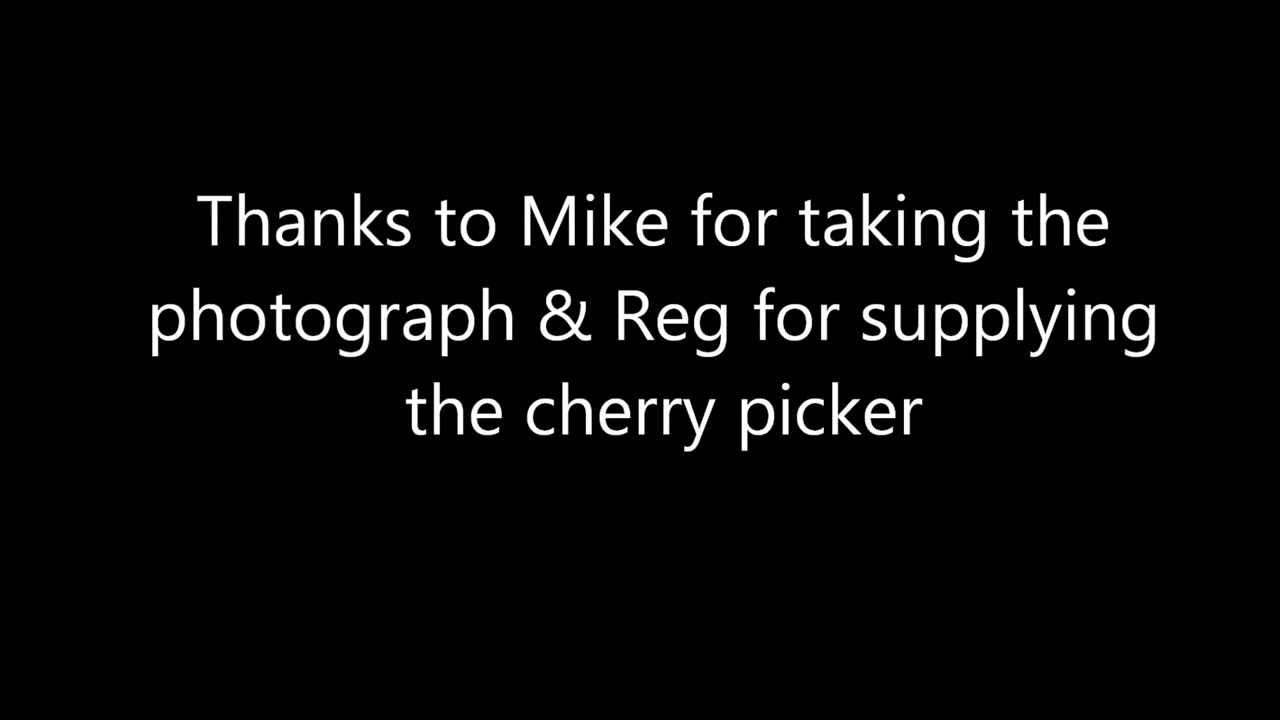 Thanks to Mike for taking the
photograph & Reg for supplying
the cherry picker